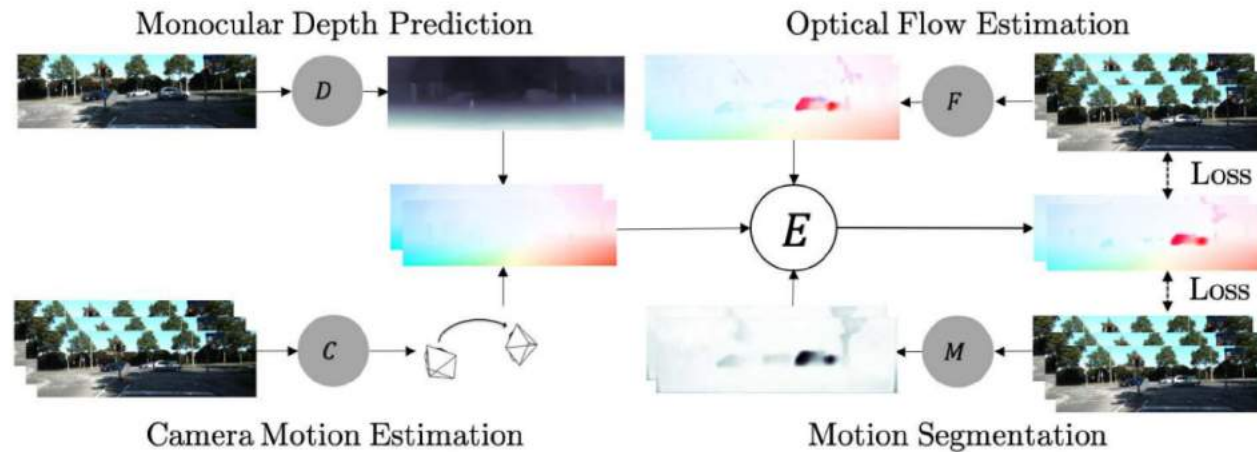 Monocular Depth Prediction
Optical Flow Estimation
D
F
Loss
E
Loss
C
M
Camera Motion Estimation
Motion Segmentation